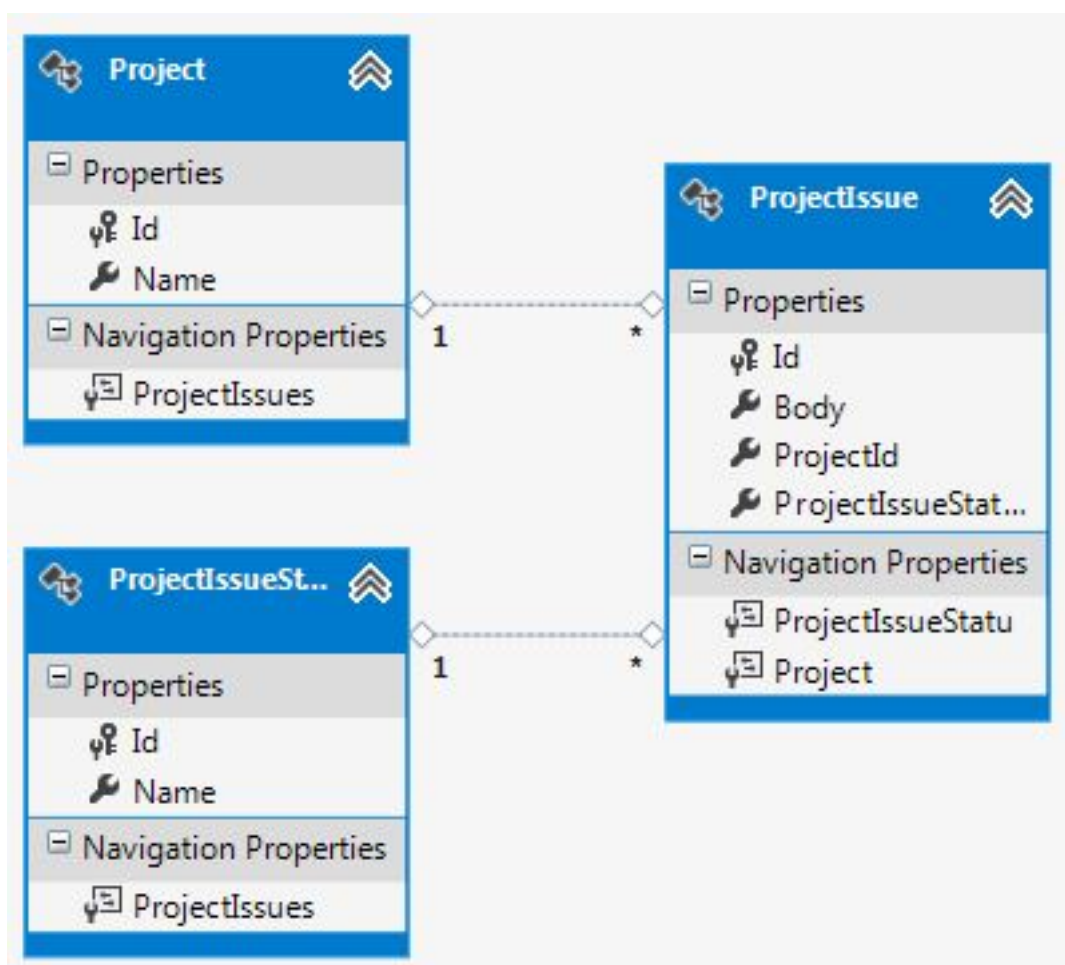 Project
Properties
Id
Name
Navigation Properties
ProjectIssues
1
*
ProjectIssue
Properties
Id
Body
ProjectId
ProjectIssueStat...
Navigation Properties
ProjectIssueStatu
Project
ProjectIssueSt...
Properties
Id
Name
Navigation Properties
ProjectIssues
1
*